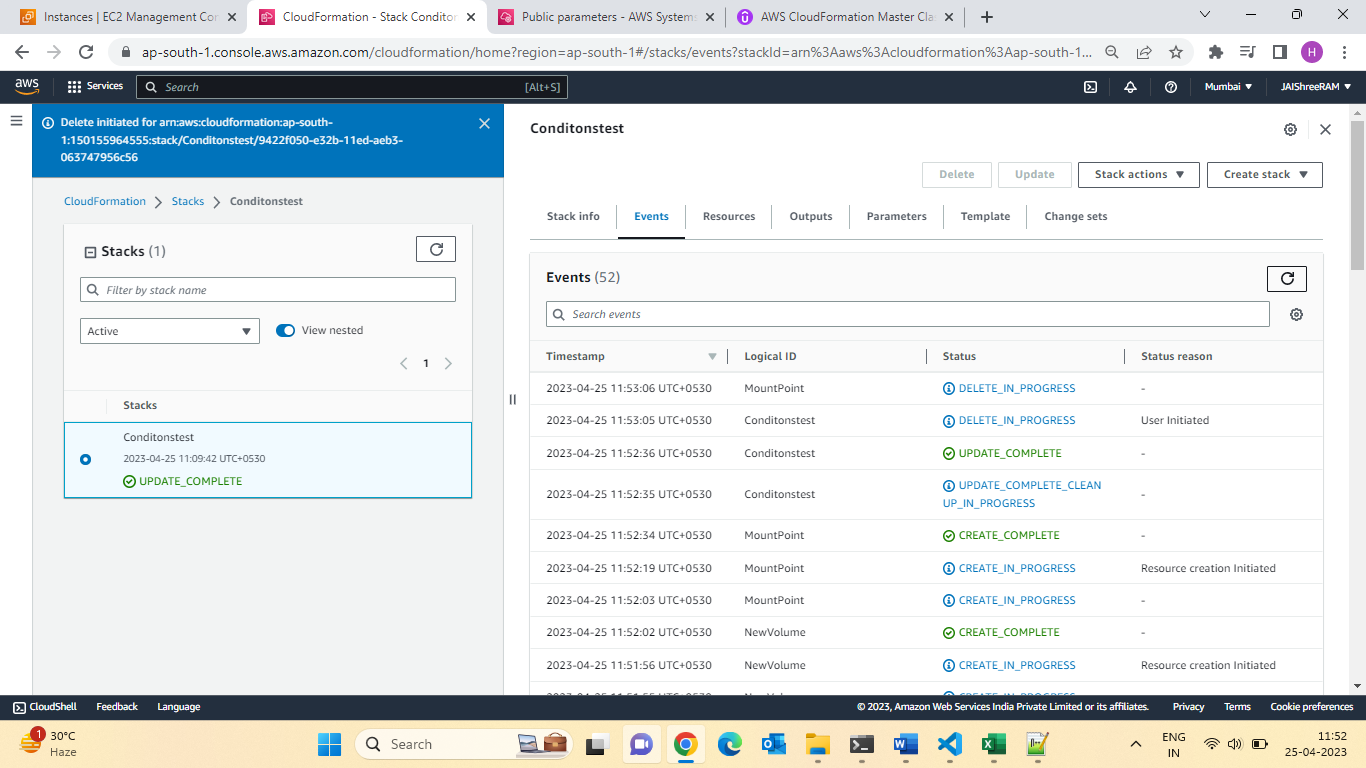 Instances | EC2 Management Con
CloudFormation - Stack Conditon
Public parameters - AWS Systems
AWS CloudFormation Master Cla
ap-south-1.console.aws.amazon.com/cloudformation/home?region=ap-south-1#/stacks/events?stackId=arn%3Aaws%3Acloudformation%3Aap-south-1...
H
aws
Services
Search
[Alt+S]
Mumbai
JAIShreeRAM
Delete initiated for arn:aws:cloudformation:ap-south-
1:150155964555:stack/Conditonstest/9422f050-e32b-11ed-aeb3-
063747956c56
CloudFormation
Stacks
Conditonstest
Stacks (1)
Filter by stack name
Active
View nested
1
Stacks
Conditonstest
2023-04-25 11:09:42 UTC+0530
UPDATE_COMPLETE
Conditonstest
Delete
Update
Stack actions
Create stack
Stack info
Events
Resources
Outputs
Parameters
Template
Change sets
Events (52)
Search events
Timestamp Logical ID Status Status reason
2023-04-25 11:53:06 UTC+0530 MountPoint DELETE_IN_PROGRESS -
2023-04-25 11:53:05 UTC+0530 Conditonstest DELETE_IN_PROGRESS User Initiated
2023-04-25 11:52:36 UTC+0530 Conditonstest UPDATE_COMPLETE -
2023-04-25 11:52:35 UTC+0530 Conditonstest UPDATE_COMPLETE_CLEAN
UP_IN_PROGRESS -
2023-04-25 11:52:34 UTC+0530 MountPoint CREATE_COMPLETE -
2023-04-25 11:52:19 UTC+0530 MountPoint CREATE_IN_PROGRESS Resource creation Initiated
2023-04-25 11:52:03 UTC+0530 MountPoint CREATE_IN_PROGRESS -
2023-04-25 11:52:02 UTC+0530 NewVolume CREATE_COMPLETE -
2023-04-25 11:51:56 UTC+0530 NewVolume CREATE_IN_PROGRESS Resource creation Initiated
CloudShell
Feedback
Language
© 2023, Amazon Web Services India Private Limited or its affiliates.
Privacy
Terms
Cookie preferences
1
30°C
Haze
Search
ENG
IN
11:52
25-04-2023